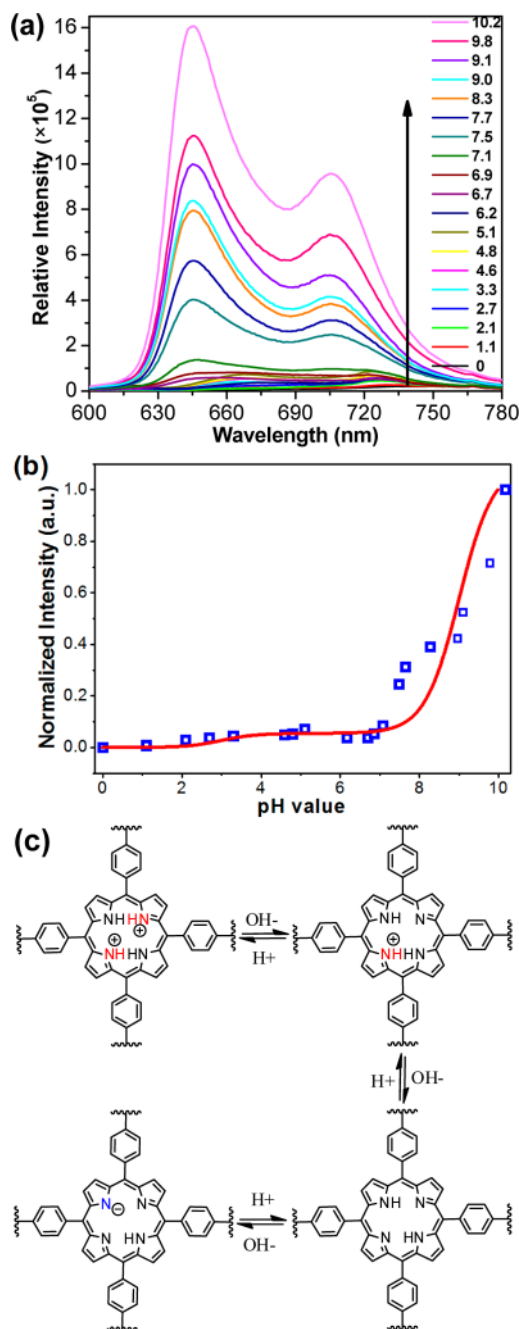 (a)
Relative Intensity (×10⁵)
16
14
12
10
8
6
4
2
0
600 630 660 690 720 750 780
Wavelength (nm)
10.2
9.8
9.1
9.0
8.3
7.7
7.5
7.1
6.9
6.7
6.2
5.1
4.8
4.6
3.3
2.7
2.1
1.1
0
(b)
Normalized Intensity (a.u.)
1.0
0.8
0.6
0.4
0.2
0.0
0 2 4 6 8 10
pH value
(c)
NH HN
⊕
⊕
NH HN
OH-
H+
NH N
⊕
NH HN
H+ OH-
N N
⊖
N HN
H+
OH-
NH N
N HN